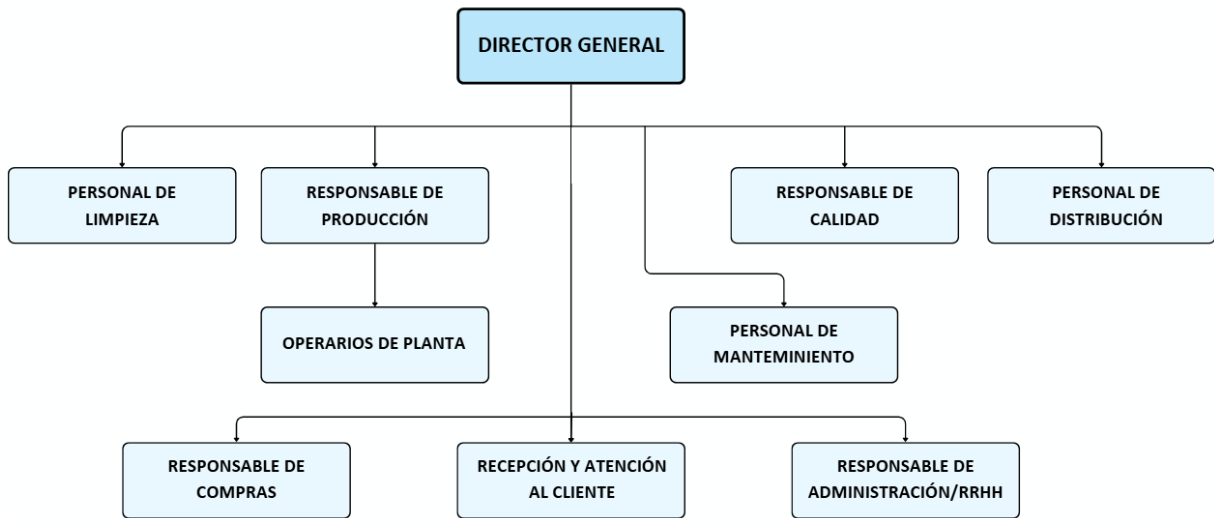 DIRECTOR GENERAL
PERSONAL DE
LIMPIEZA
RESPONSABLE DE
PRODUCCIÓN
RESPONSABLE DE
CALIDAD
PERSONAL DE
DISTRIBUCIÓN
OPERARIOS DE PLANTA
PERSONAL DE
MANTEMINIENTO
RESPONSABLE DE
COMPRAS
RECEPCIÓN Y ATENCIÓN
AL CLIENTE
RESPONSABLE DE
ADMINISTRACIÓN/RRHH